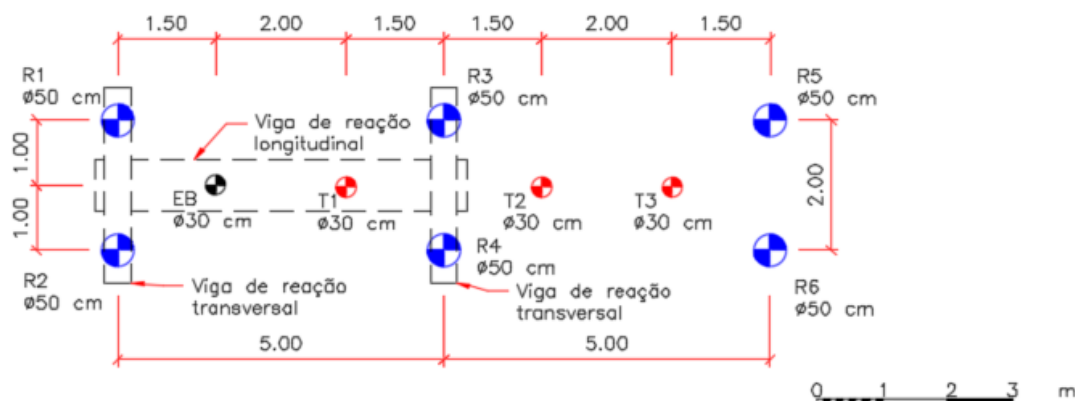 1.50 2.00 1.50 1.50 2.00 1.50
R1
ø50 cm
R3
ø50 cm
R5
ø50 cm
Viga de reação
longitudinal
1.00
1.00
2.00
EB
ø30 cm
T1
ø30 cm
T2
ø30 cm
T3
ø30 cm
R2
ø50 cm
R4
ø50 cm
R6
ø50 cm
Viga de reação
transversal
Viga de reação
transversal
5.00 5.00
0 1 2 3 m